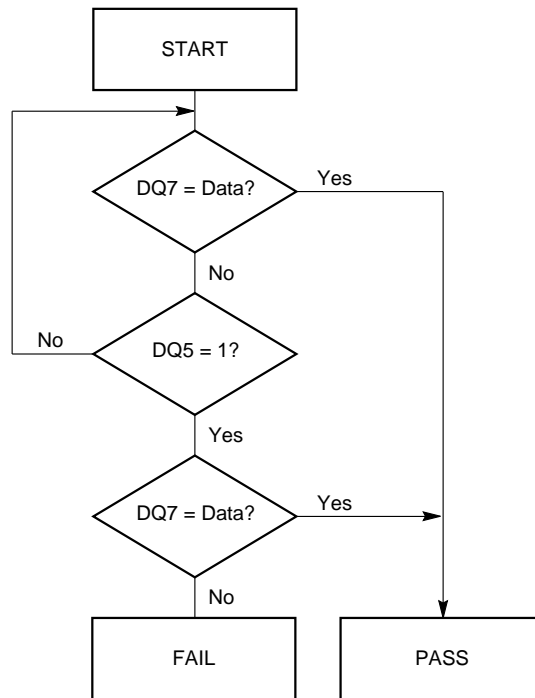 START
DQ7 = Data?
Yes
No
No
DQ5 = 1?
Yes
DQ7 = Data?
Yes
No
FAIL
PASS